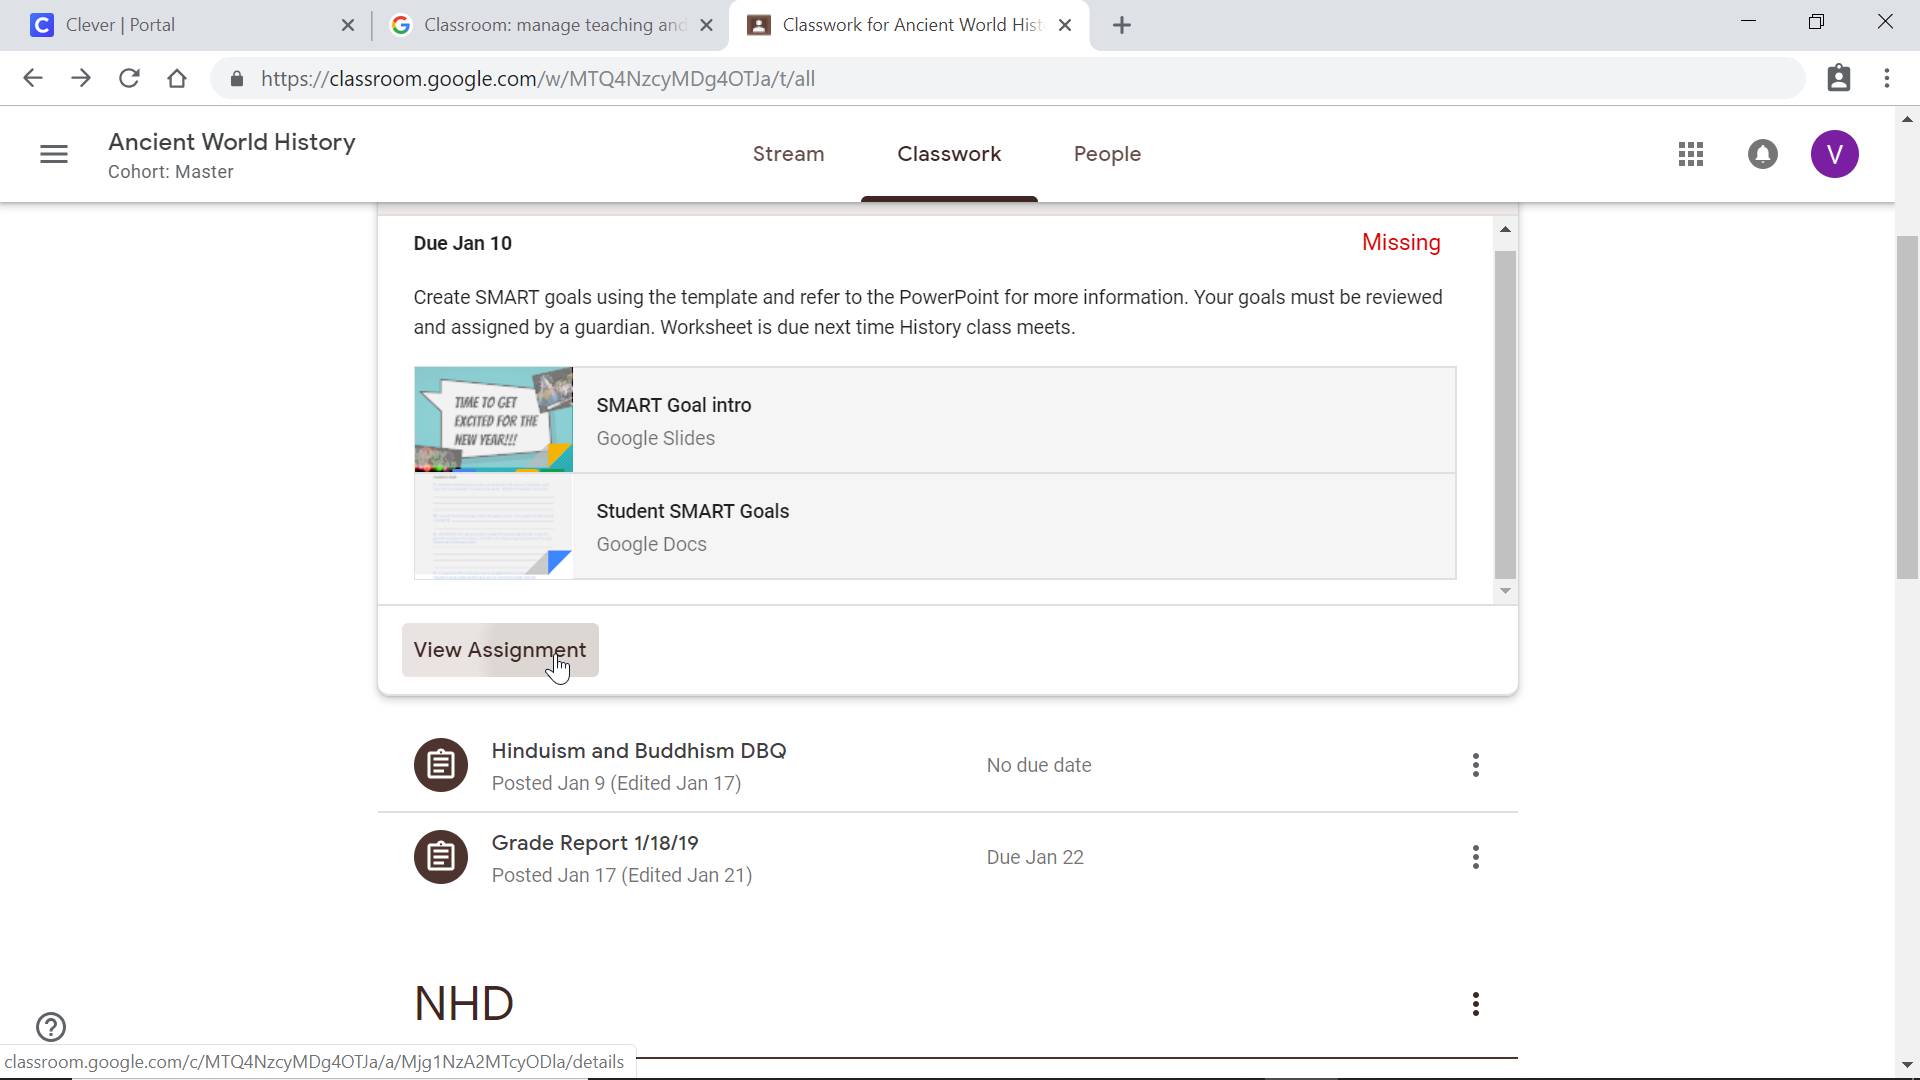 Clever | Portal
Classroom: manage teaching and
Classwork for Ancient World Hist
https://classroom.google.com/w/MTQ4NzcyMDg4OTJa/t/all
Ancient World History
Cohort: Master
Stream
Classwork
People
V
Due Jan 10
Missing
Create SMART goals using the template and refer to the PowerPoint for more information. Your goals must be reviewed
and assigned by a guardian. Worksheet is due next time History class meets.
TIME TO GET
EXCITED FOR THE
NEW YEAR!!!
SMART Goal intro
Google Slides
Student SMART Goals
Google Docs
View Assignment
Hinduism and Buddhism DBQ
Posted Jan 9 (Edited Jan 17)
No due date
Grade Report 1/18/19
Posted Jan 17 (Edited Jan 21)
Due Jan 22
NHD
classroom.google.com/c/MTQ4NzcyMDg4OTJa/a/Mjg1NzA2MTcyODla/details